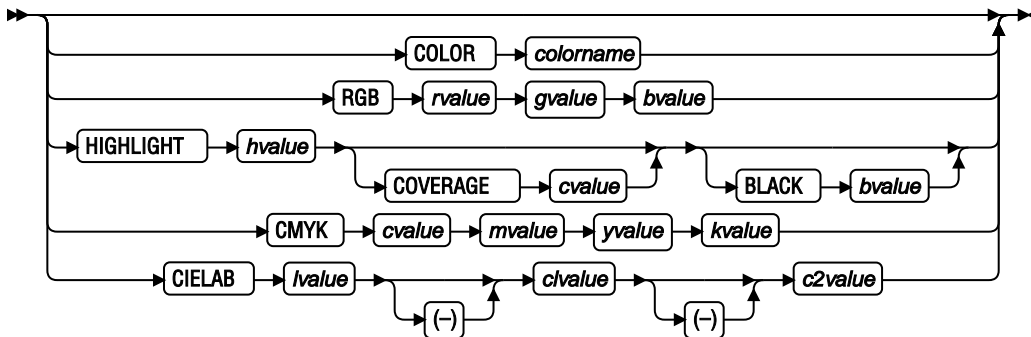 COLOR colorname
RGB rvalue gvalue bvalue
HIGHLIGHT hvalue
COVERAGE cvalue BLACK bvalue
CMYK cvalue mvalue yvalue kvalue
CIELAB lvalue clvalue c2value
(–) (–)